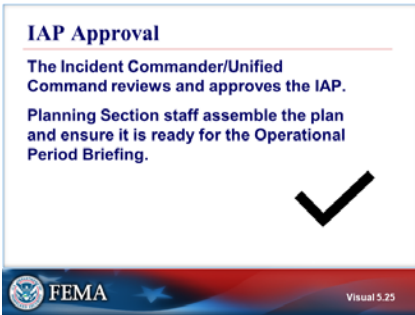 IAP Approval
The Incident Commander/Unified
Command reviews and approves the IAP.
Planning Section staff assemble the plan
and ensure it is ready for the Operational
Period Briefing.
FEMA
Visual 5.25